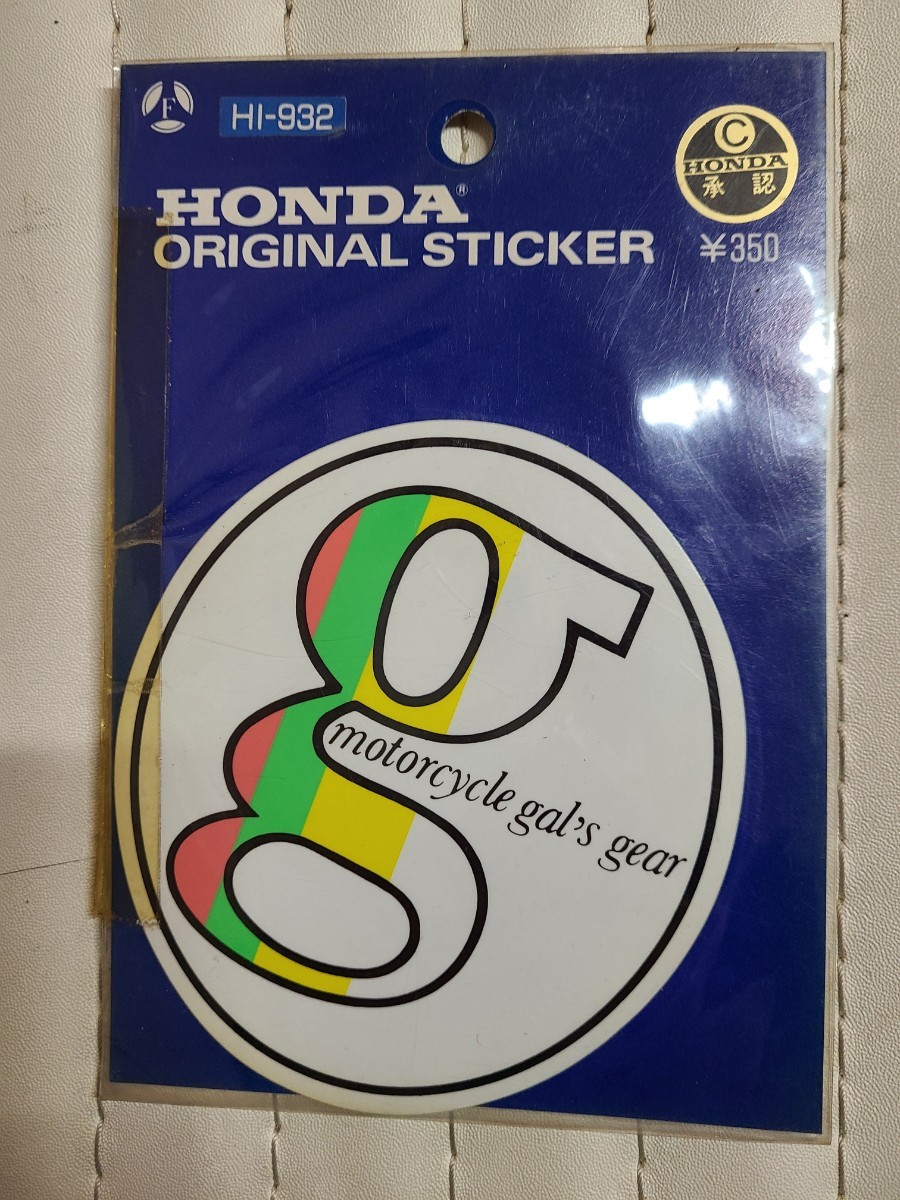 F
HI-932
©
HONDA
承認
HONDA®
ORIGINAL STICKER
¥350
g
motorcycle gal's gear